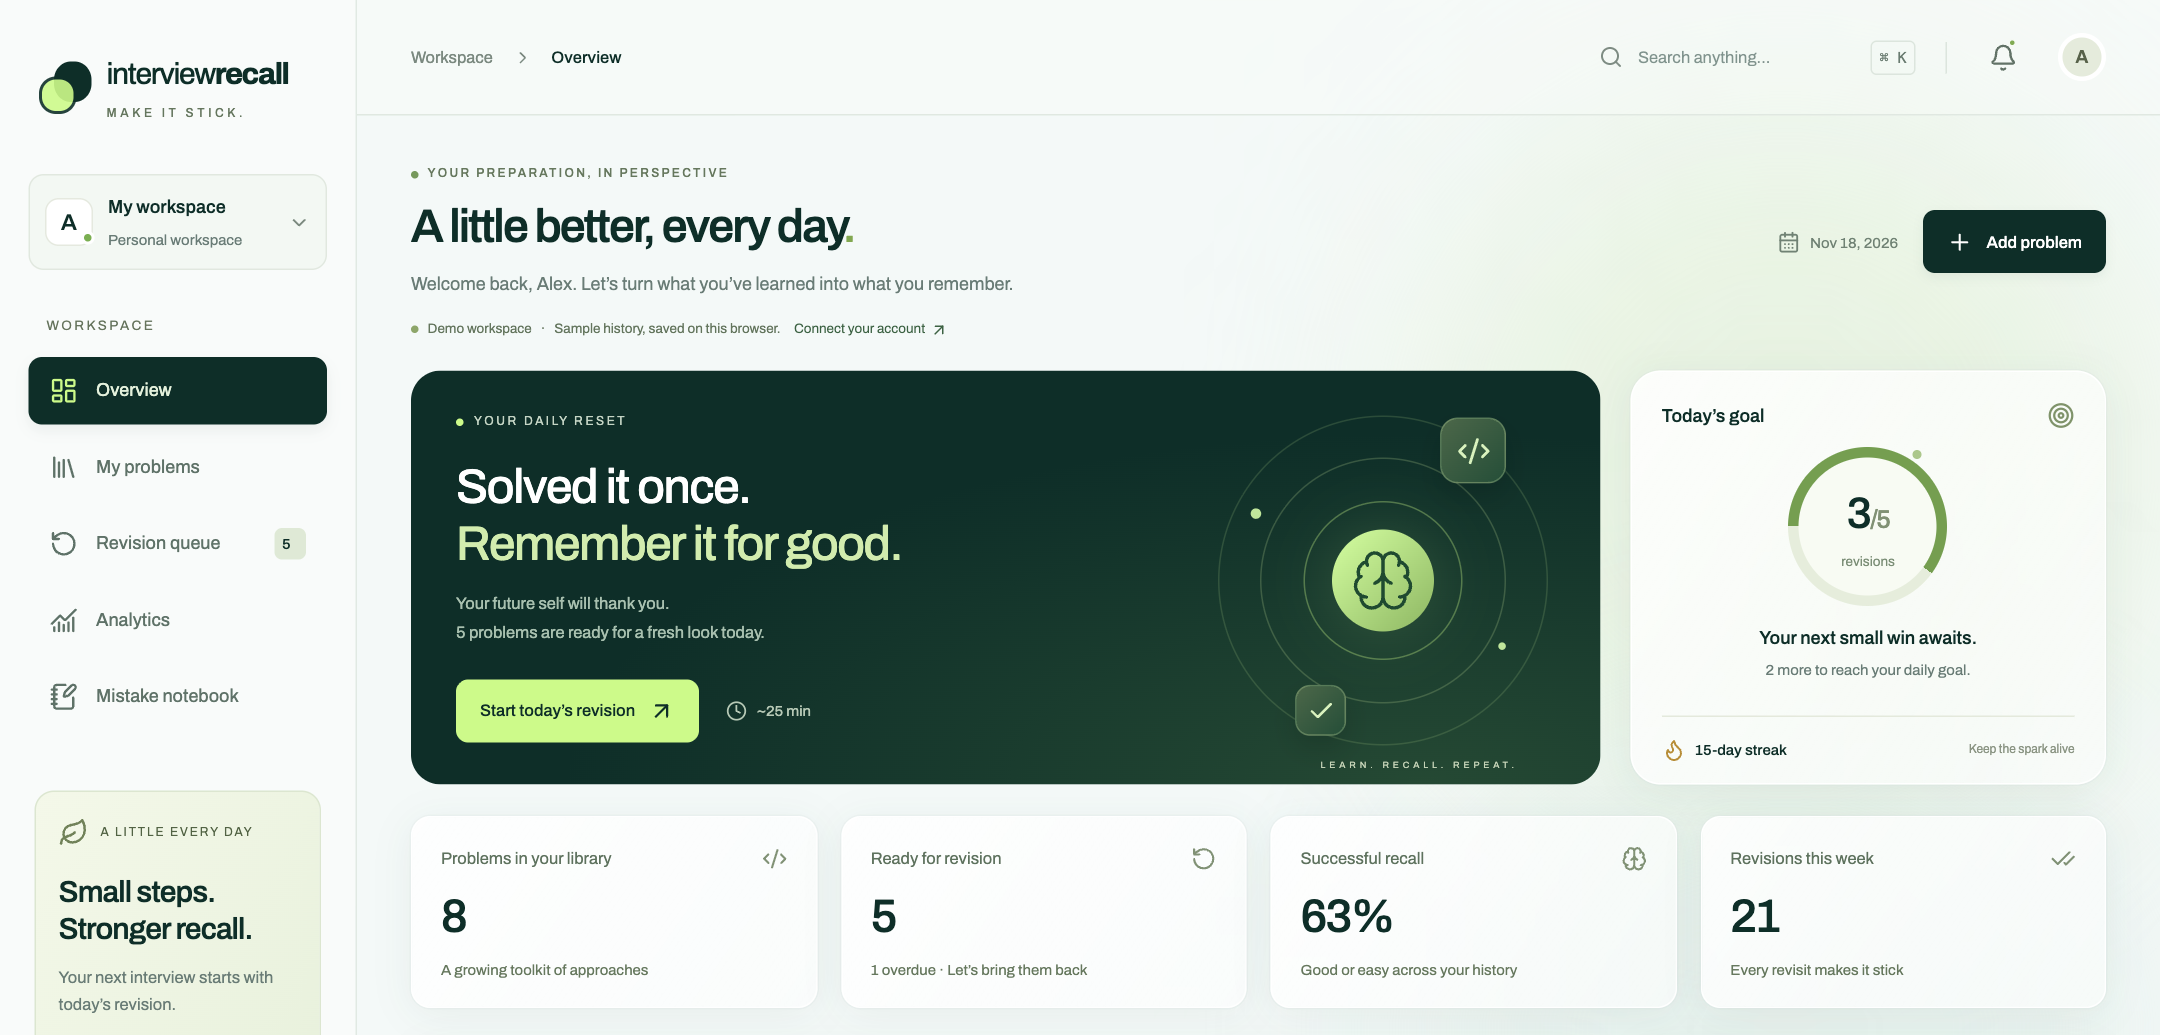 interviewrecall
MAKE IT STICK.
A
My workspace
Personal workspace
WORKSPACE
Overview
My problems
Revision queue 5
Analytics
Mistake notebook
A LITTLE EVERY DAY
Small steps.
Stronger recall.
Your next interview starts with
today’s revision.
Workspace > Overview
Search anything...
⌘ K
A
YOUR PREPARATION, IN PERSPECTIVE
A little better, every day.
Welcome back, Alex. Let’s turn what you’ve learned into what you remember.
Demo workspace · Sample history, saved on this browser. Connect your account
Nov 18, 2026
Add problem
YOUR DAILY RESET
Solved it once.
Remember it for good.
Your future self will thank you.
5 problems are ready for a fresh look today.
Start today’s revision
~25 min
LEARN. RECALL. REPEAT.
Today’s goal
3/5
revisions
Your next small win awaits.
2 more to reach your daily goal.
15-day streak
Keep the spark alive
Problems in your library
8
A growing toolkit of approaches
Ready for revision
5
1 overdue · Let’s bring them back
Successful recall
63%
Good or easy across your history
Revisions this week
21
Every revisit makes it stick